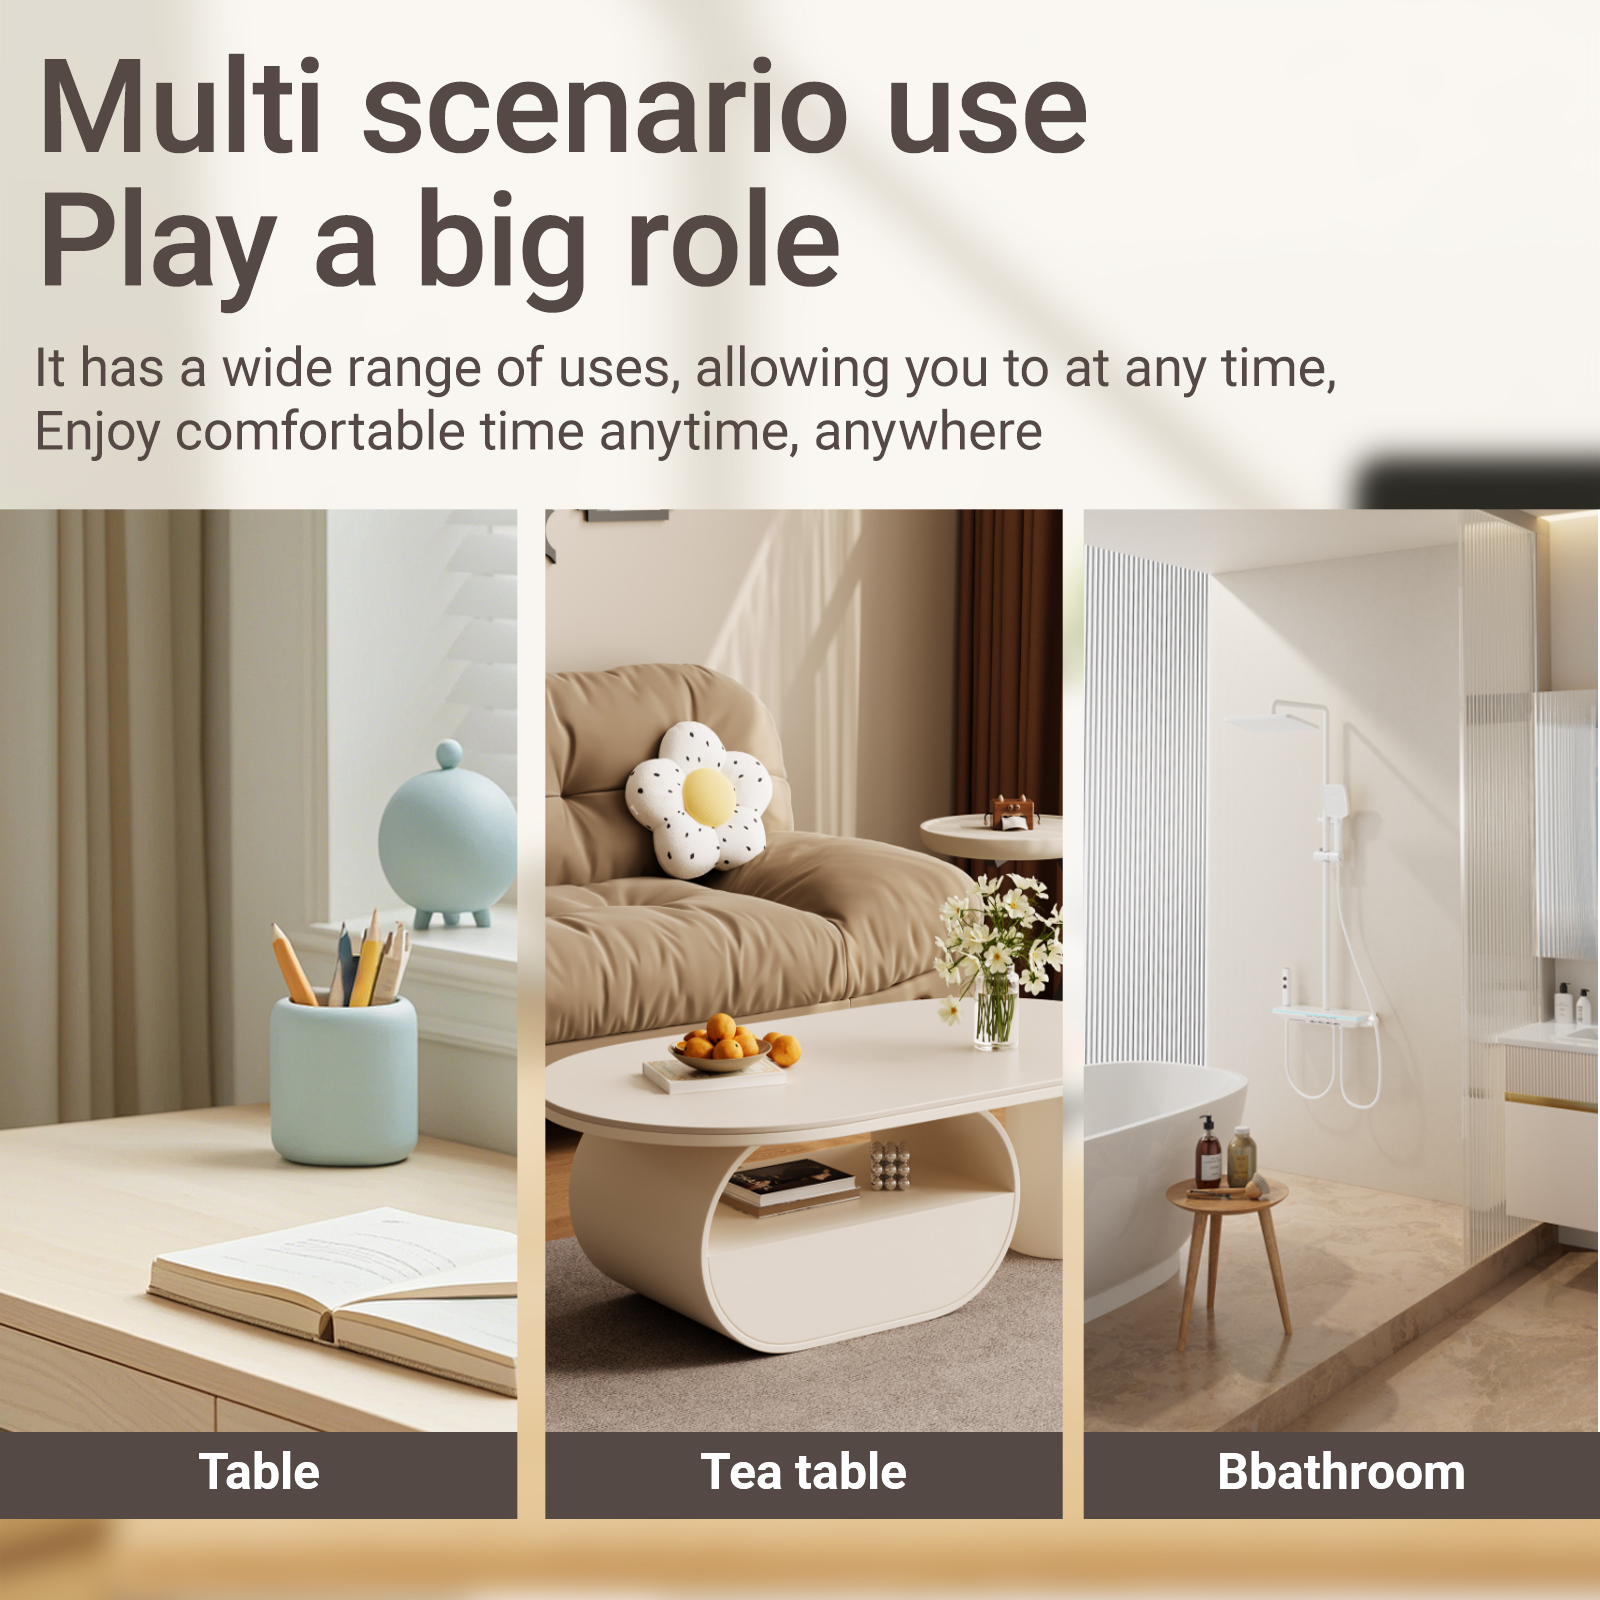 Multi scenario use
Play a big role
It has a wide range of uses, allowing you to at any time,
Enjoy comfortable time anytime, anywhere
Table
Tea table
Bbathroom